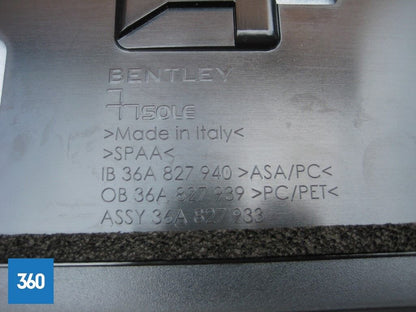 BENTLEY
ISOLE
>Made in Italy<
>SPAA<
IB 36A 827 940 >ASA/PC<
OB 36A 827 939 >PC/PET<
ASSY 36A 827 933
360